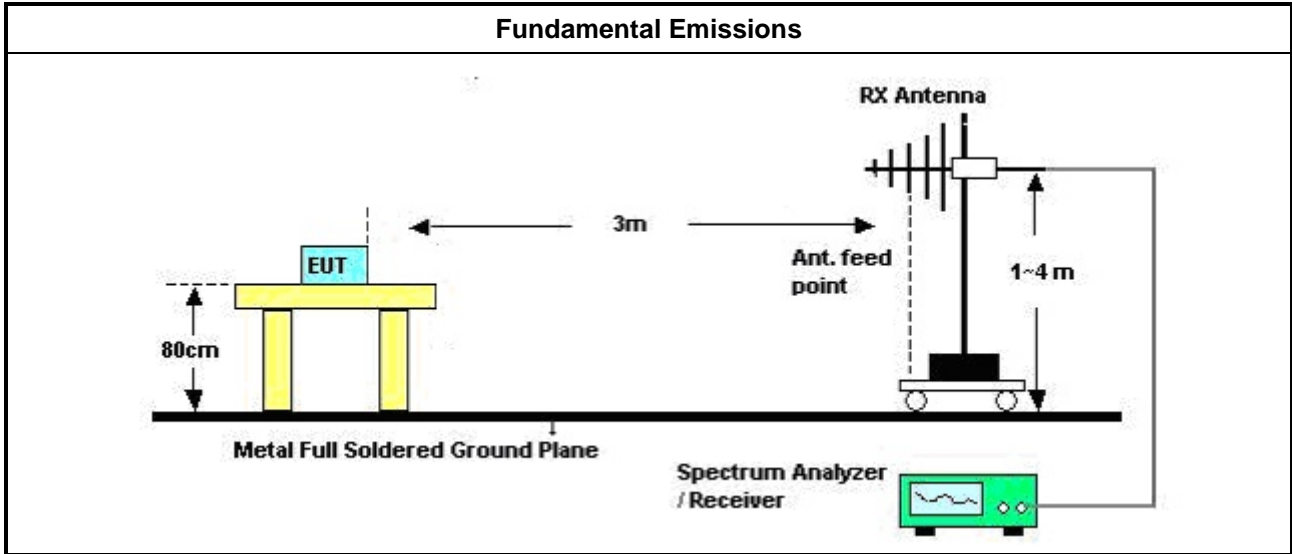 Fundamental Emissions
RX Antenna
3m
EUT
Ant. feed
point
1~4 m
80cm
Metal Full Soldered Ground Plane
Spectrum Analyzer
/ Receiver